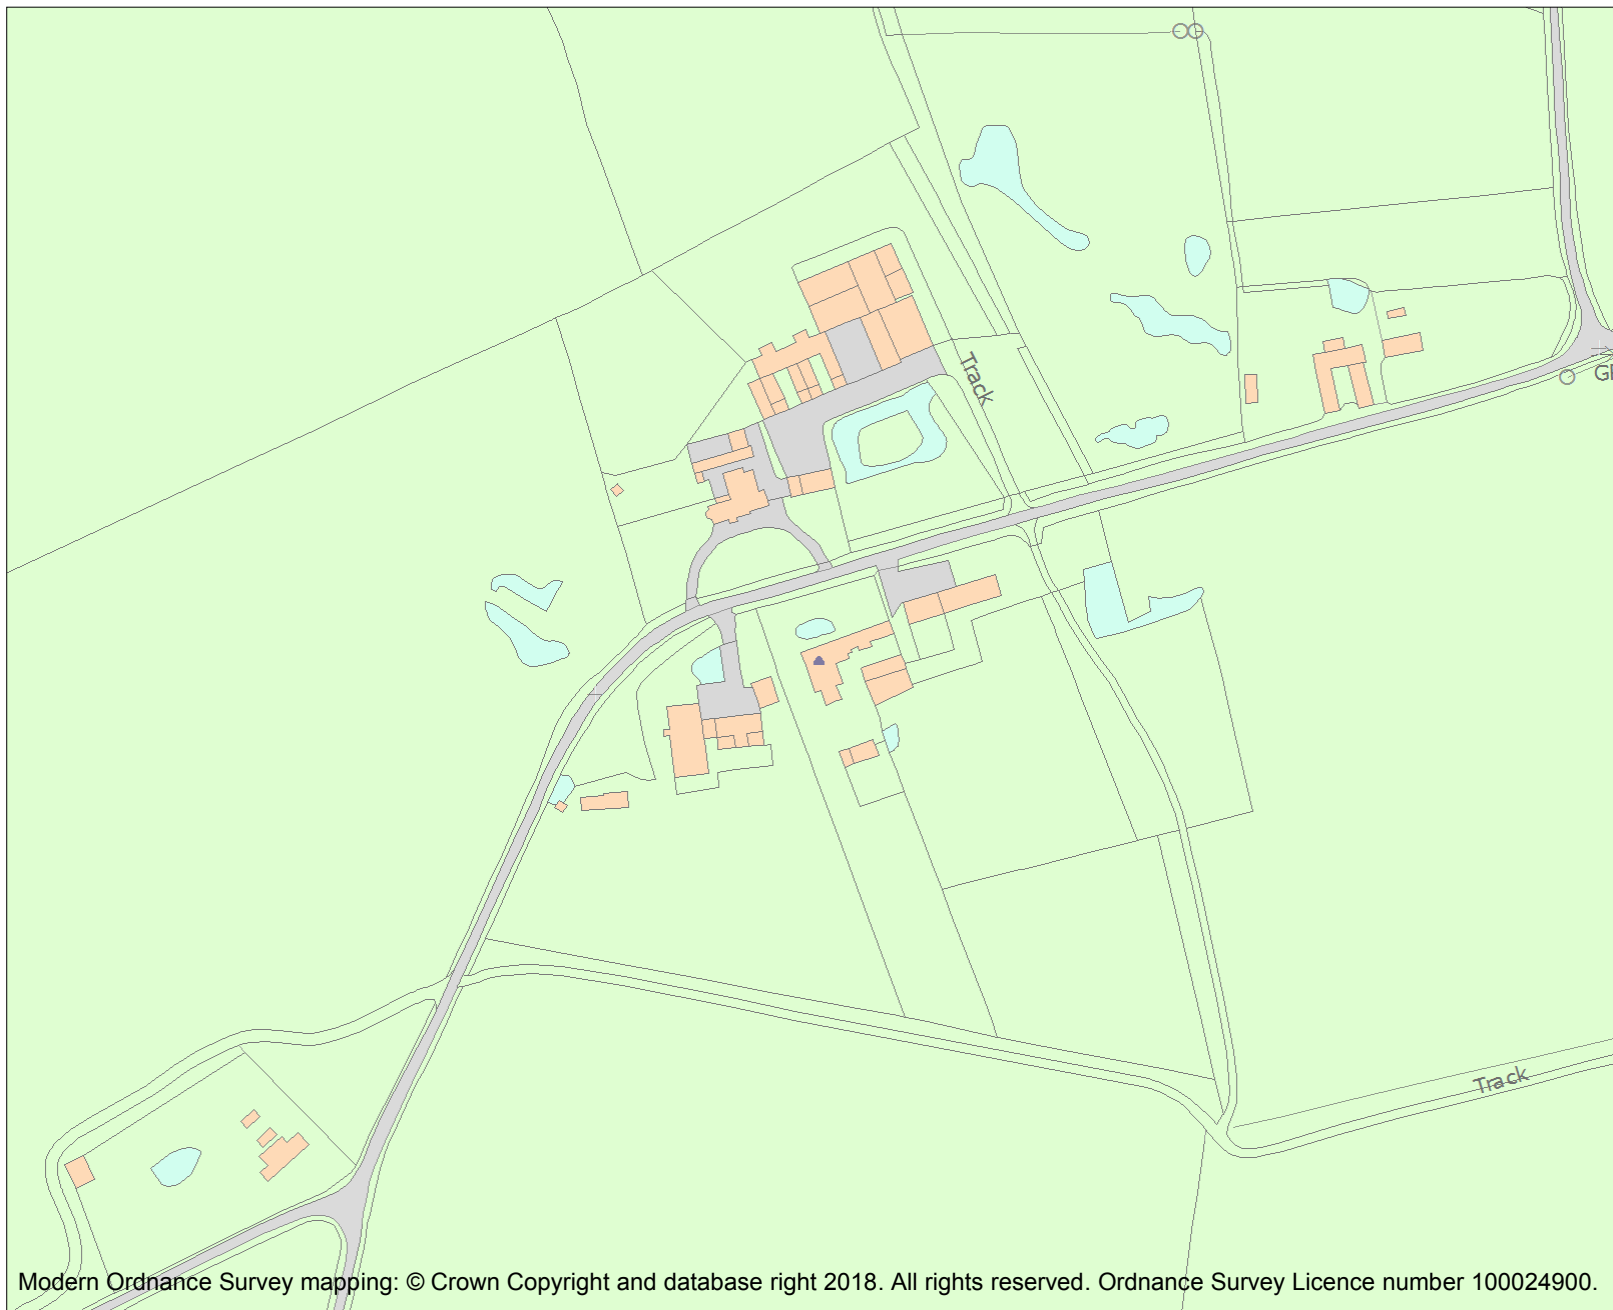 Track
GP
Track
Modern Ordnance Survey mapping: © Crown Copyright and database right 2018. All rights reserved. Ordnance Survey Licence number 100024900.